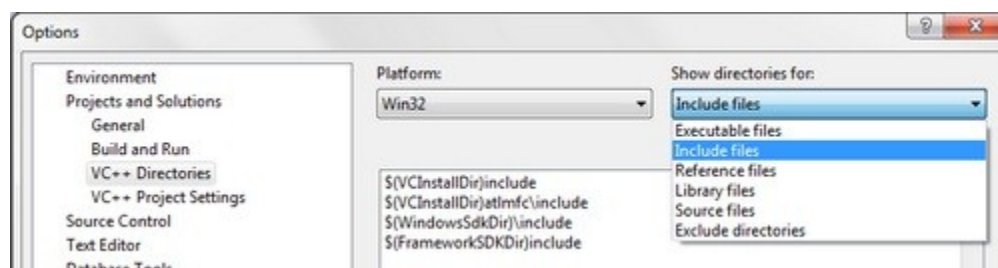 Options
Environment
Projects and Solutions
General
Build and Run
VC++ Directories
VC++ Project Settings
Source Control
Text Editor
Database Tools
Platform:
Win32
Show directories for:
Include files
Executable files
Include files
Reference files
Library files
Source files
Exclude directories
$(VCInstallDir)include
$(VCInstallDir)atlmfc\include
$(WindowsSdkDir)\include
$(FrameworkSDKDir)include